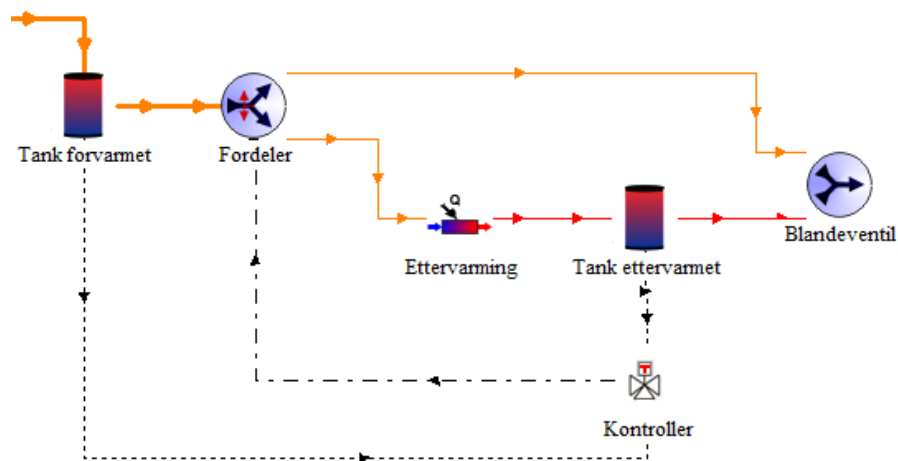 Tank forvarmet
Fordeler
Q
Ettervarming
Tank ettervarmet
Blandeventil
T
Kontroller